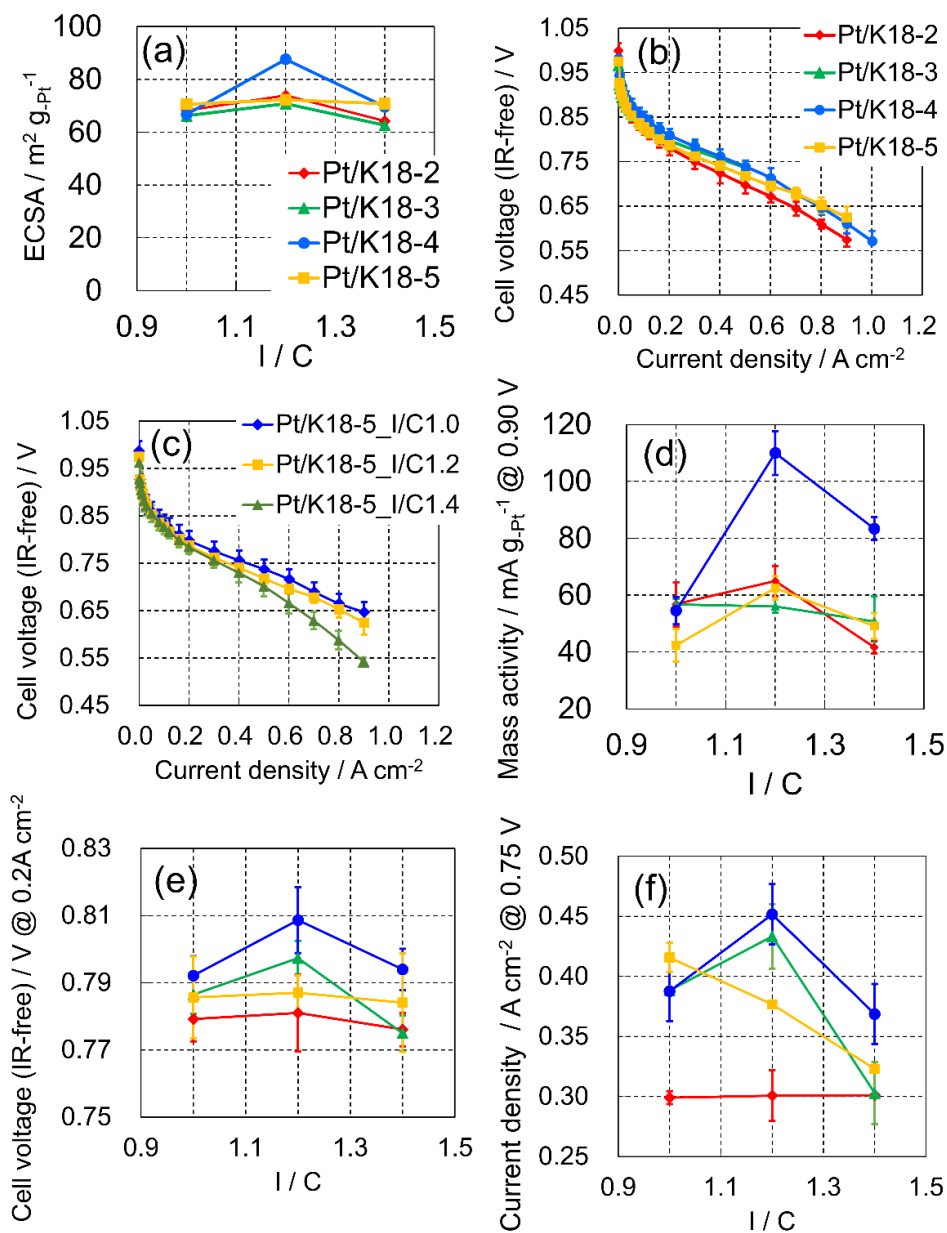 (a)
ECSA / m² g-Pt⁻¹
100
80
60
40
20
0
Pt/K18-2
Pt/K18-3
Pt/K18-4
Pt/K18-5
0.9 1.1 1.3 1.5
I / C
(b)
Cell voltage (IR-free) / V
1.05
0.95
0.85
0.75
0.65
0.55
0.45
Pt/K18-2
Pt/K18-3
Pt/K18-4
Pt/K18-5
0.0 0.2 0.4 0.6 0.8 1.0 1.2
Current density / A cm⁻²
(c)
Cell voltage (IR-free) / V
1.05
0.95
0.85
0.75
0.65
0.55
0.45
Pt/K18-5_I/C1.0
Pt/K18-5_I/C1.2
Pt/K18-5_I/C1.4
0.0 0.2 0.4 0.6 0.8 1.0 1.2
Current density / A cm⁻²
(d)
Mass activity / mA g-Pt⁻¹ @ 0.90 V
120
100
80
60
40
20
0.9 1.1 1.3 1.5
I / C
(e)
Cell voltage (IR-free) / V @ 0.2A cm⁻²
0.83
0.81
0.79
0.77
0.75
0.9 1.1 1.3 1.5
I / C
(f)
Current density / A cm⁻² @ 0.75 V
0.50
0.45
0.40
0.35
0.30
0.25
0.9 1.1 1.3 1.5
I / C